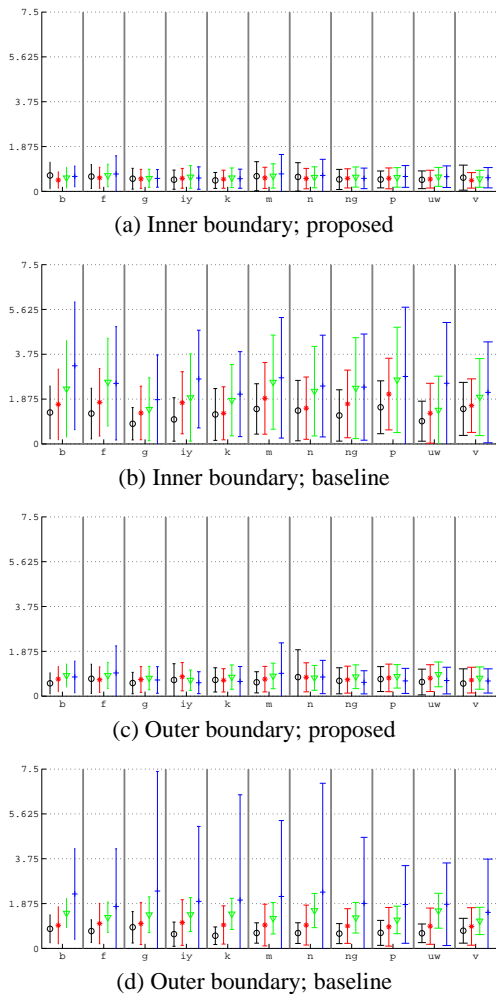 7.5
5.625
3.75
1.875
0
b f g iy k m n ng p uw v
(a) Inner boundary; proposed
7.5
5.625
3.75
1.875
0
b f g iy k m n ng p uw v
(b) Inner boundary; baseline
7.5
5.625
3.75
1.875
0
b f g iy k m n ng p uw v
(c) Outer boundary; proposed
7.5
5.625
3.75
1.875
0
b f g iy k m n ng p uw v
(d) Outer boundary; baseline